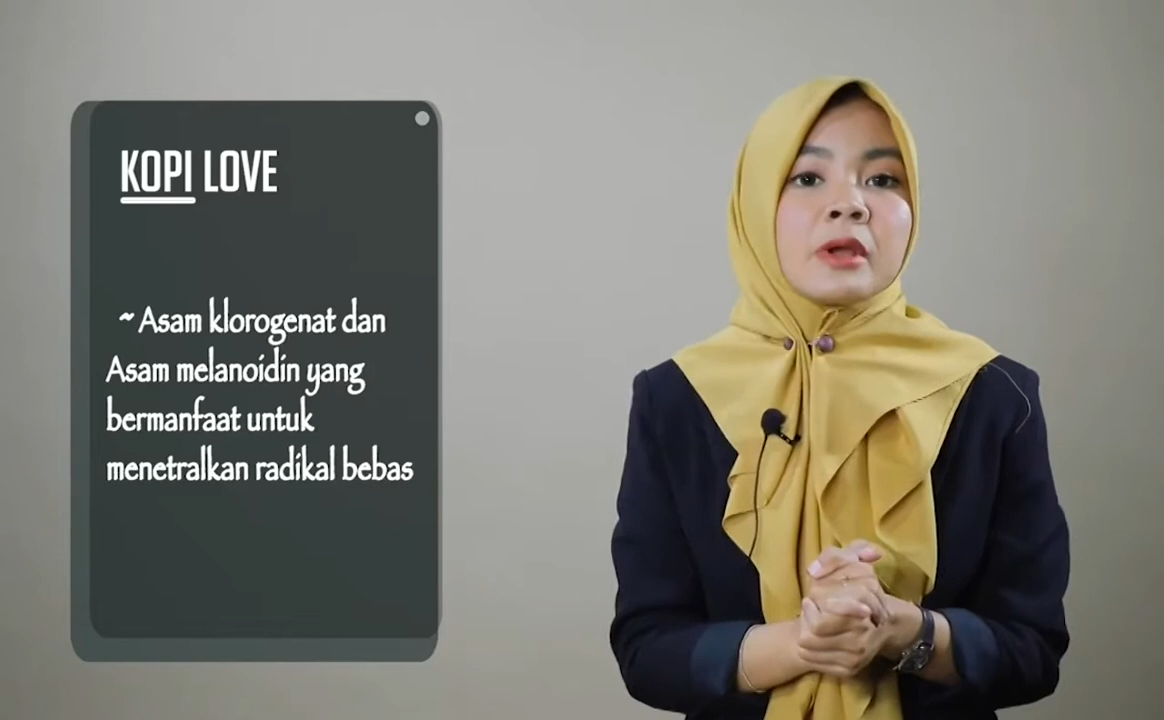 KOPI LOVE
~ Asam klorogenat dan
Asam melanoidin yang
bermanfaat untuk
menetralkan radikal bebas